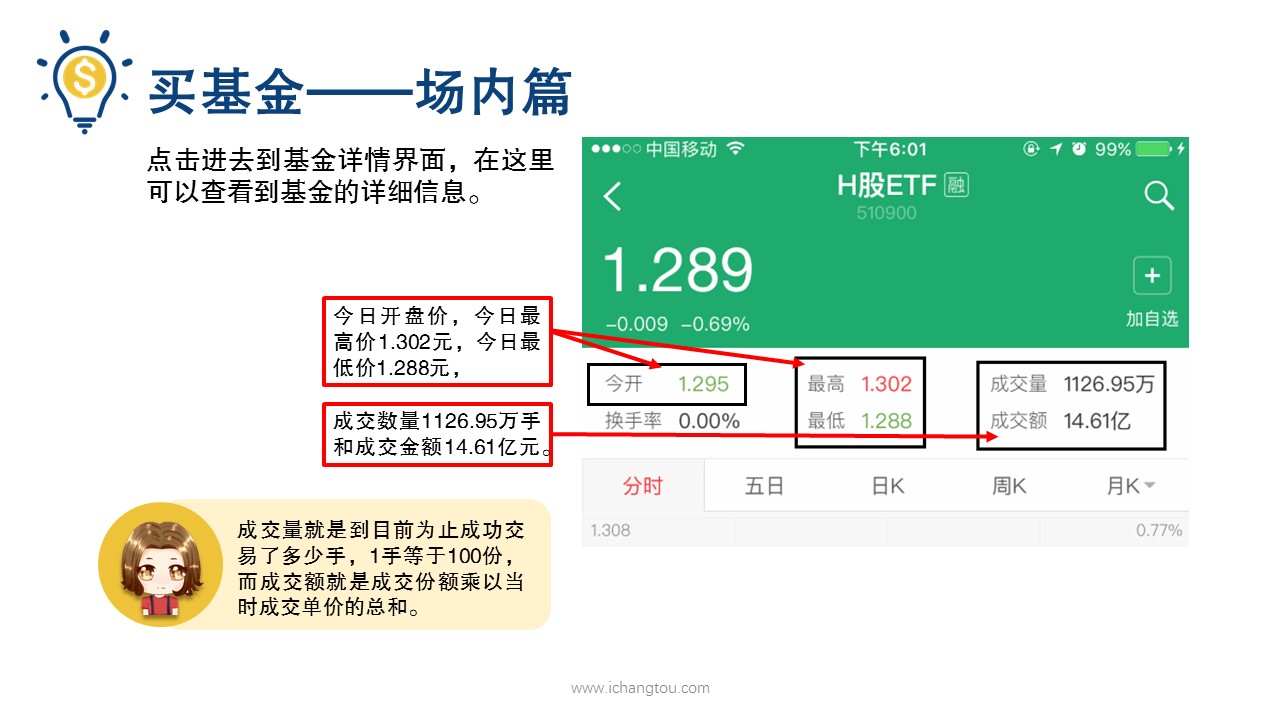 买基金——场内篇
点击进去到基金详情界面，在这里
可以查看到基金的详细信息。
今日开盘价，今日最
高价1.302元，今日最
低价1.288元，
成交数量1126.95万手
和成交金额14.61亿元。
成交量就是到目前为止成功交
易了多少手，1手等于100份，
而成交额就是成交份额乘以当
时成交单价的总和。
中国移动 下午6:01 99%
H股ETF 融
510900
1.289
-0.009 -0.69%
加自选
今开 1.295 最高 1.302 成交量 1126.95万
换手率 0.00% 最低 1.288 成交额 14.61亿
分时 五日 日K 周K 月K
1.308 0.77%
www.ichangtou.com